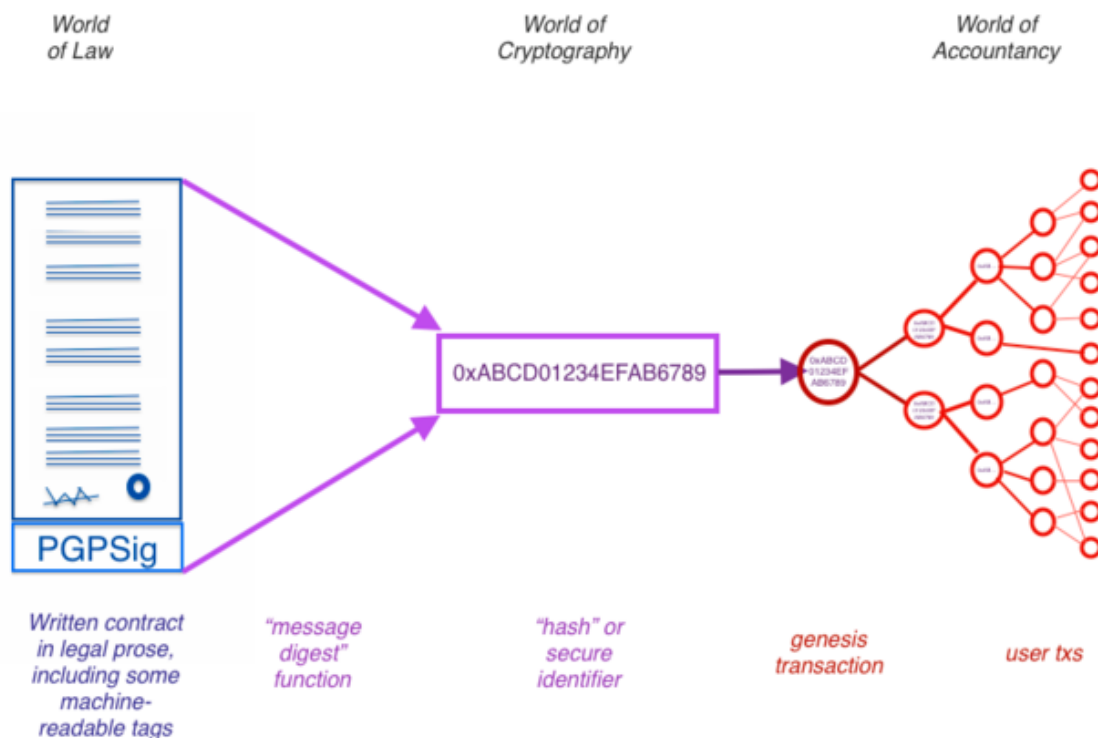 World
of Law
World of
Cryptography
World of
Accountancy
0xABCD01234EFAB6789
0xABCD
01234EF
AB6789
PGPSig
Written contract
in legal prose,
including some
machine-
readable tags
"message
digest"
function
"hash" or
secure
identifier
genesis
transaction
user txs